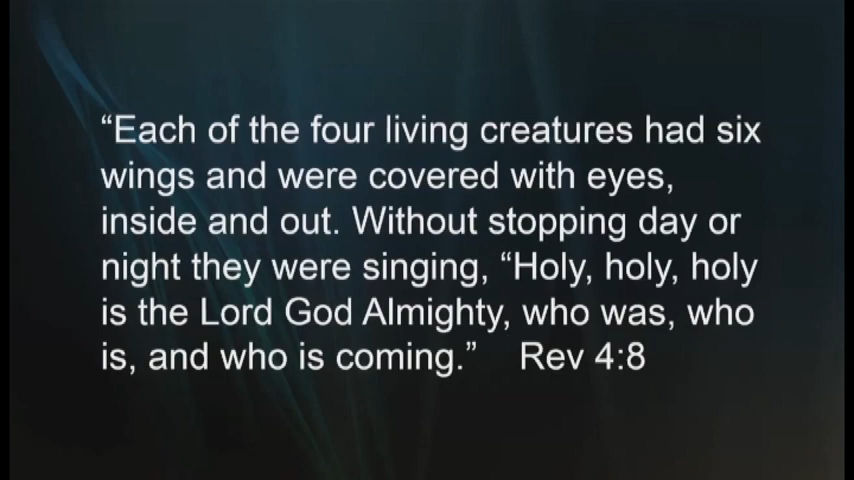 “Each of the four living creatures had six
wings and were covered with eyes,
inside and out. Without stopping day or
night they were singing, “Holy, holy, holy
is the Lord God Almighty, who was, who
is, and who is coming.” Rev 4:8